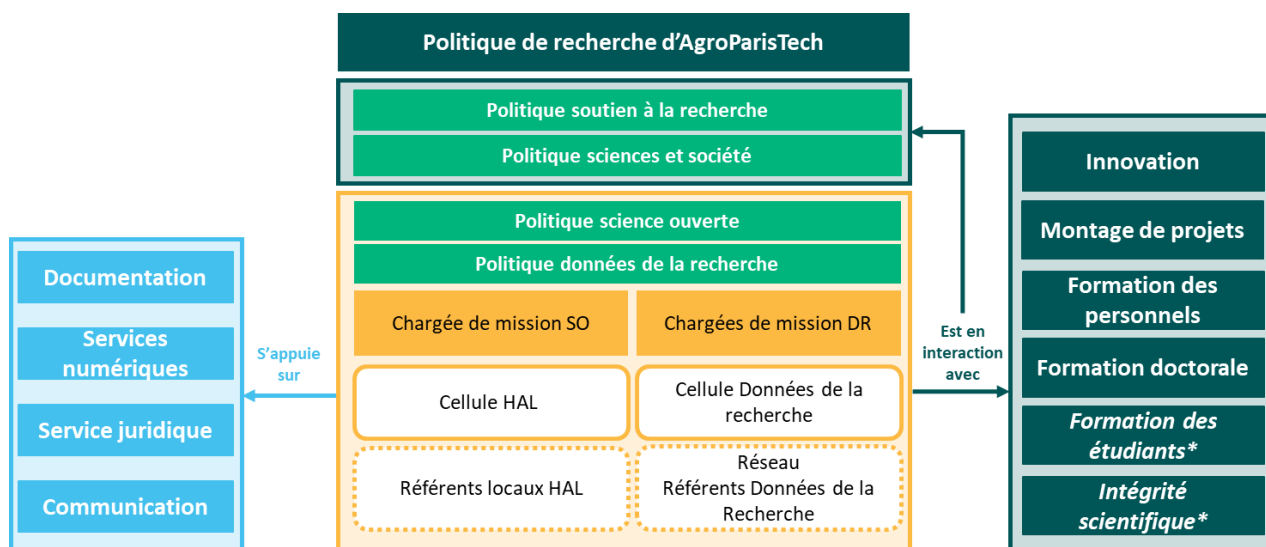 Politique de recherche d’AgroParisTech
Politique soutien à la recherche
Politique sciences et société
Politique science ouverte
Politique données de la recherche
Chargée de mission SO
Chargées de mission DR
Cellule HAL
Cellule Données de la
recherche
Référents locaux HAL
Réseau
Référents Données de la
Recherche
S’appuie
sur
Documentation
Services
numériques
Service juridique
Communication
Est en
interaction
avec
Innovation
Montage de projets
Formation des
personnels
Formation doctorale
Formation des
étudiants*
Intégrité
scientifique*